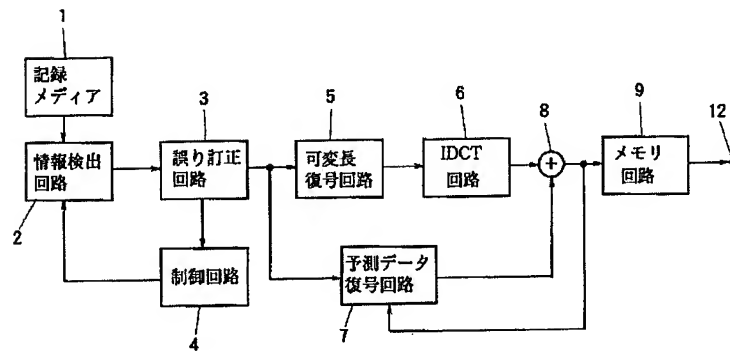 1
記録
メディア
3
5
6
8
9
12
情報検出
回路
誤り訂正
回路
可変長
復号回路
IDCT
回路
+
メモリ
回路
2
制御回路
予測データ
復号回路
4
7